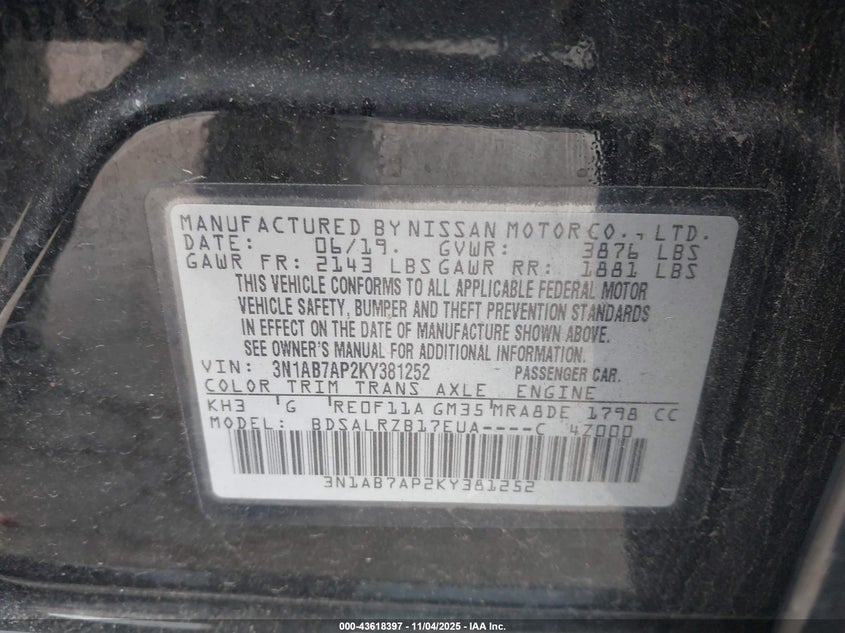 MANUFACTURED BY NISSAN MOTOR CO., LTD.
DATE: 06/19. GVWR: 3876 LBS
GAWR FR: 2143 LBS GAWR RR: 1881 LBS
THIS VEHICLE CONFORMS TO ALL APPLICABLE FEDERAL MOTOR
VEHICLE SAFETY, BUMPER AND THEFT PREVENTION STANDARDS
IN EFFECT ON THE DATE OF MANUFACTURE SHOWN ABOVE.
SEE OWNER'S MANUAL FOR ADDITIONAL INFORMATION.
VIN: 3N1AB7AP2KY381252 PASSENGER CAR.
COLOR TRIM TRANS AXLE ENGINE
KH3 'G RE0F11A GM35 MRA8DE 1798 CC
MODEL: BDSALRZB17EUA----C 4Z000
3N1AB7AP2KY381252
000-43618397 - 11/04/2025 - IAA Inc.